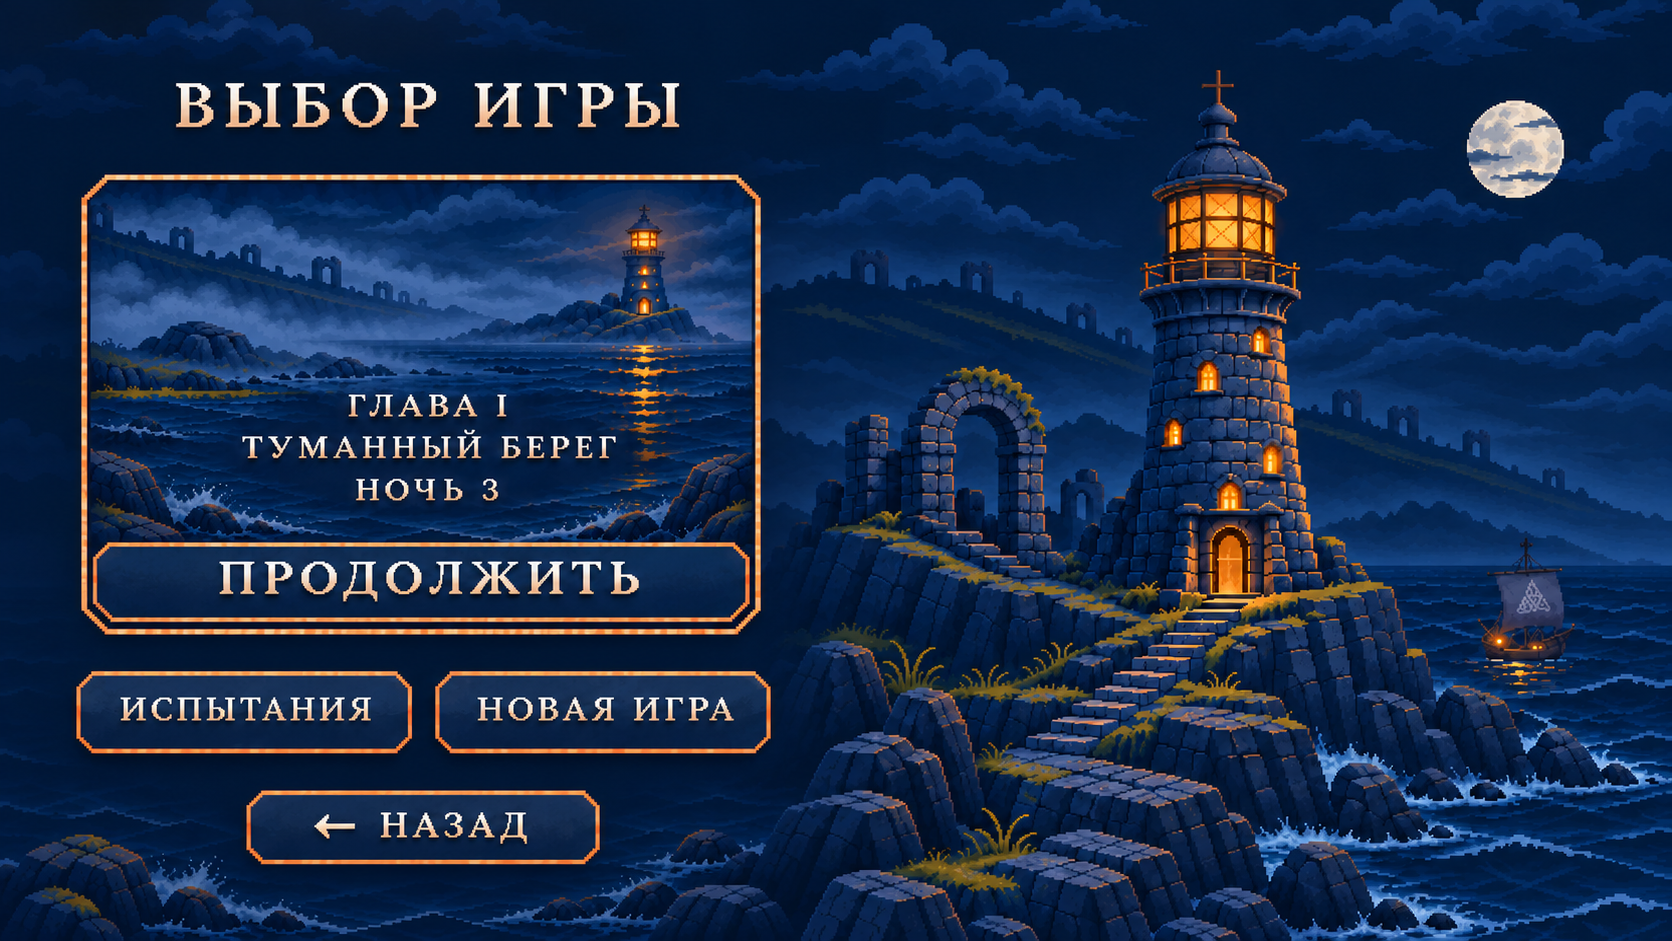 ВЫБОР ИГРЫ
ГЛАВА I
ТУМАННЫЙ БЕРЕГ
НОЧЬ 3
ПРОДОЛЖИТЬ
ИСПЫТАНИЯ
НОВАЯ ИГРА
← НАЗАД